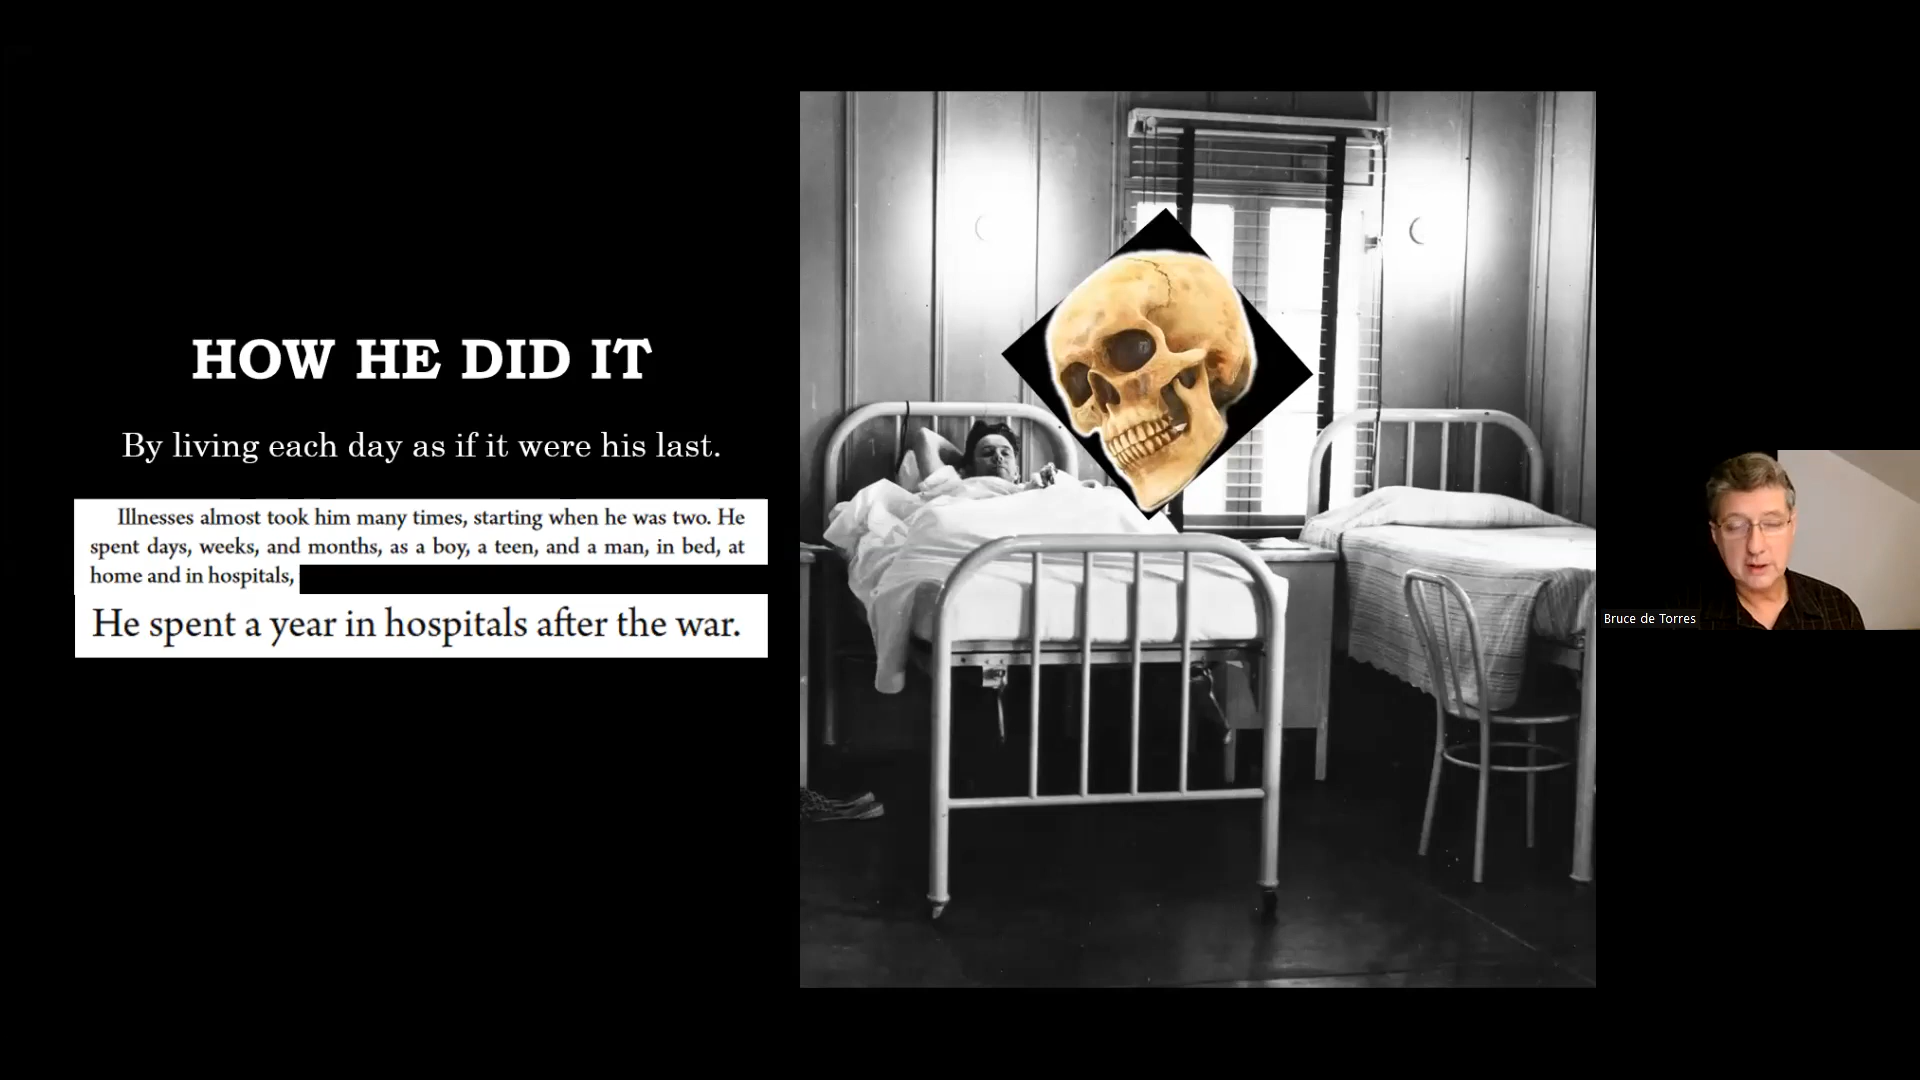 HOW HE DID IT
By living each day as if it were his last.
Illnesses almost took him many times, starting when he was two. He
spent days, weeks, and months, as a boy, a teen, and a man, in bed, at
home and in hospitals,
He spent a year in hospitals after the war.
Bruce de Torres